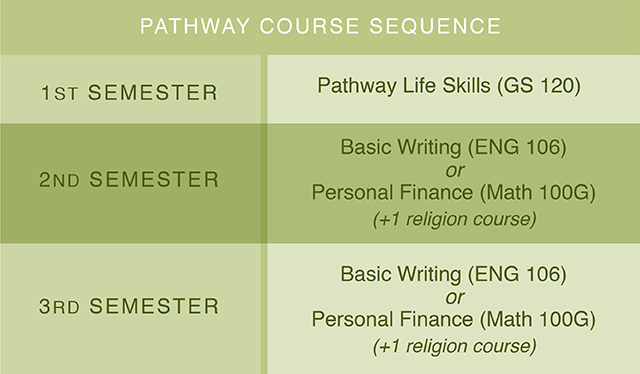 PATHWAY COURSE SEQUENCE
1ST SEMESTER
Pathway Life Skills (GS 120)
2ND SEMESTER
Basic Writing (ENG 106)
or
Personal Finance (Math 100G)
(+1 religion course)
3RD SEMESTER
Basic Writing (ENG 106)
or
Personal Finance (Math 100G)
(+1 religion course)